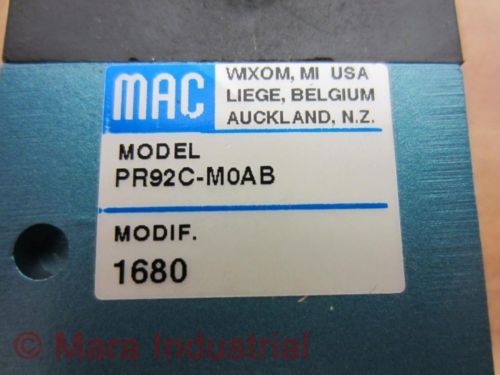 MAC
WIXOM, MI USA
LIEGE, BELGIUM
AUCKLAND, N.Z.
MODEL
PR92C-M0AB
MODIF.
1680
© Mara Industrial